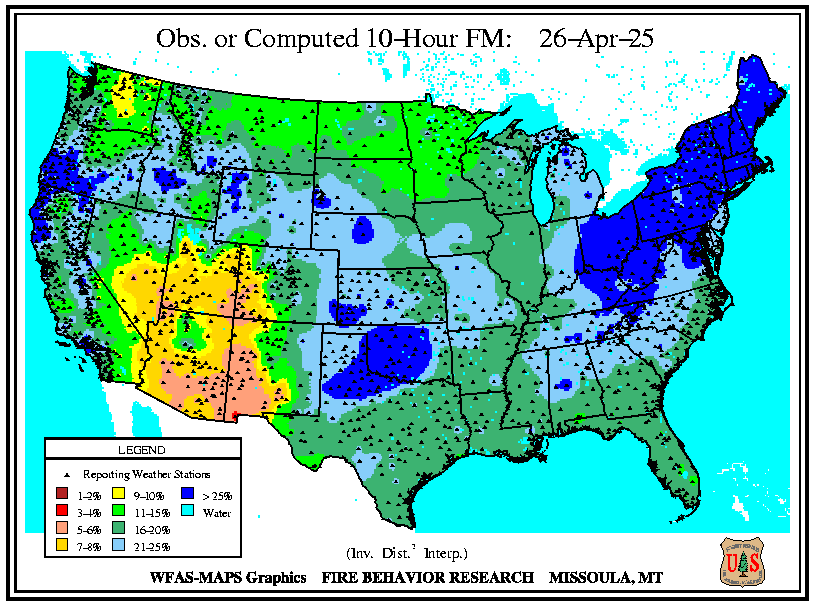 Obs. or Computed 10-Hour FM: 26-Apr-25
LEGEND
Reporting Weather Stations
1-2% 9-10% > 25%
3-4% 11-15% Water
5-6% 16-20%
7-8% 21-25%
(Inv. Dist.² Interp.)
WFAS-MAPS Graphics FIRE BEHAVIOR RESEARCH MISSOULA, MT
U S